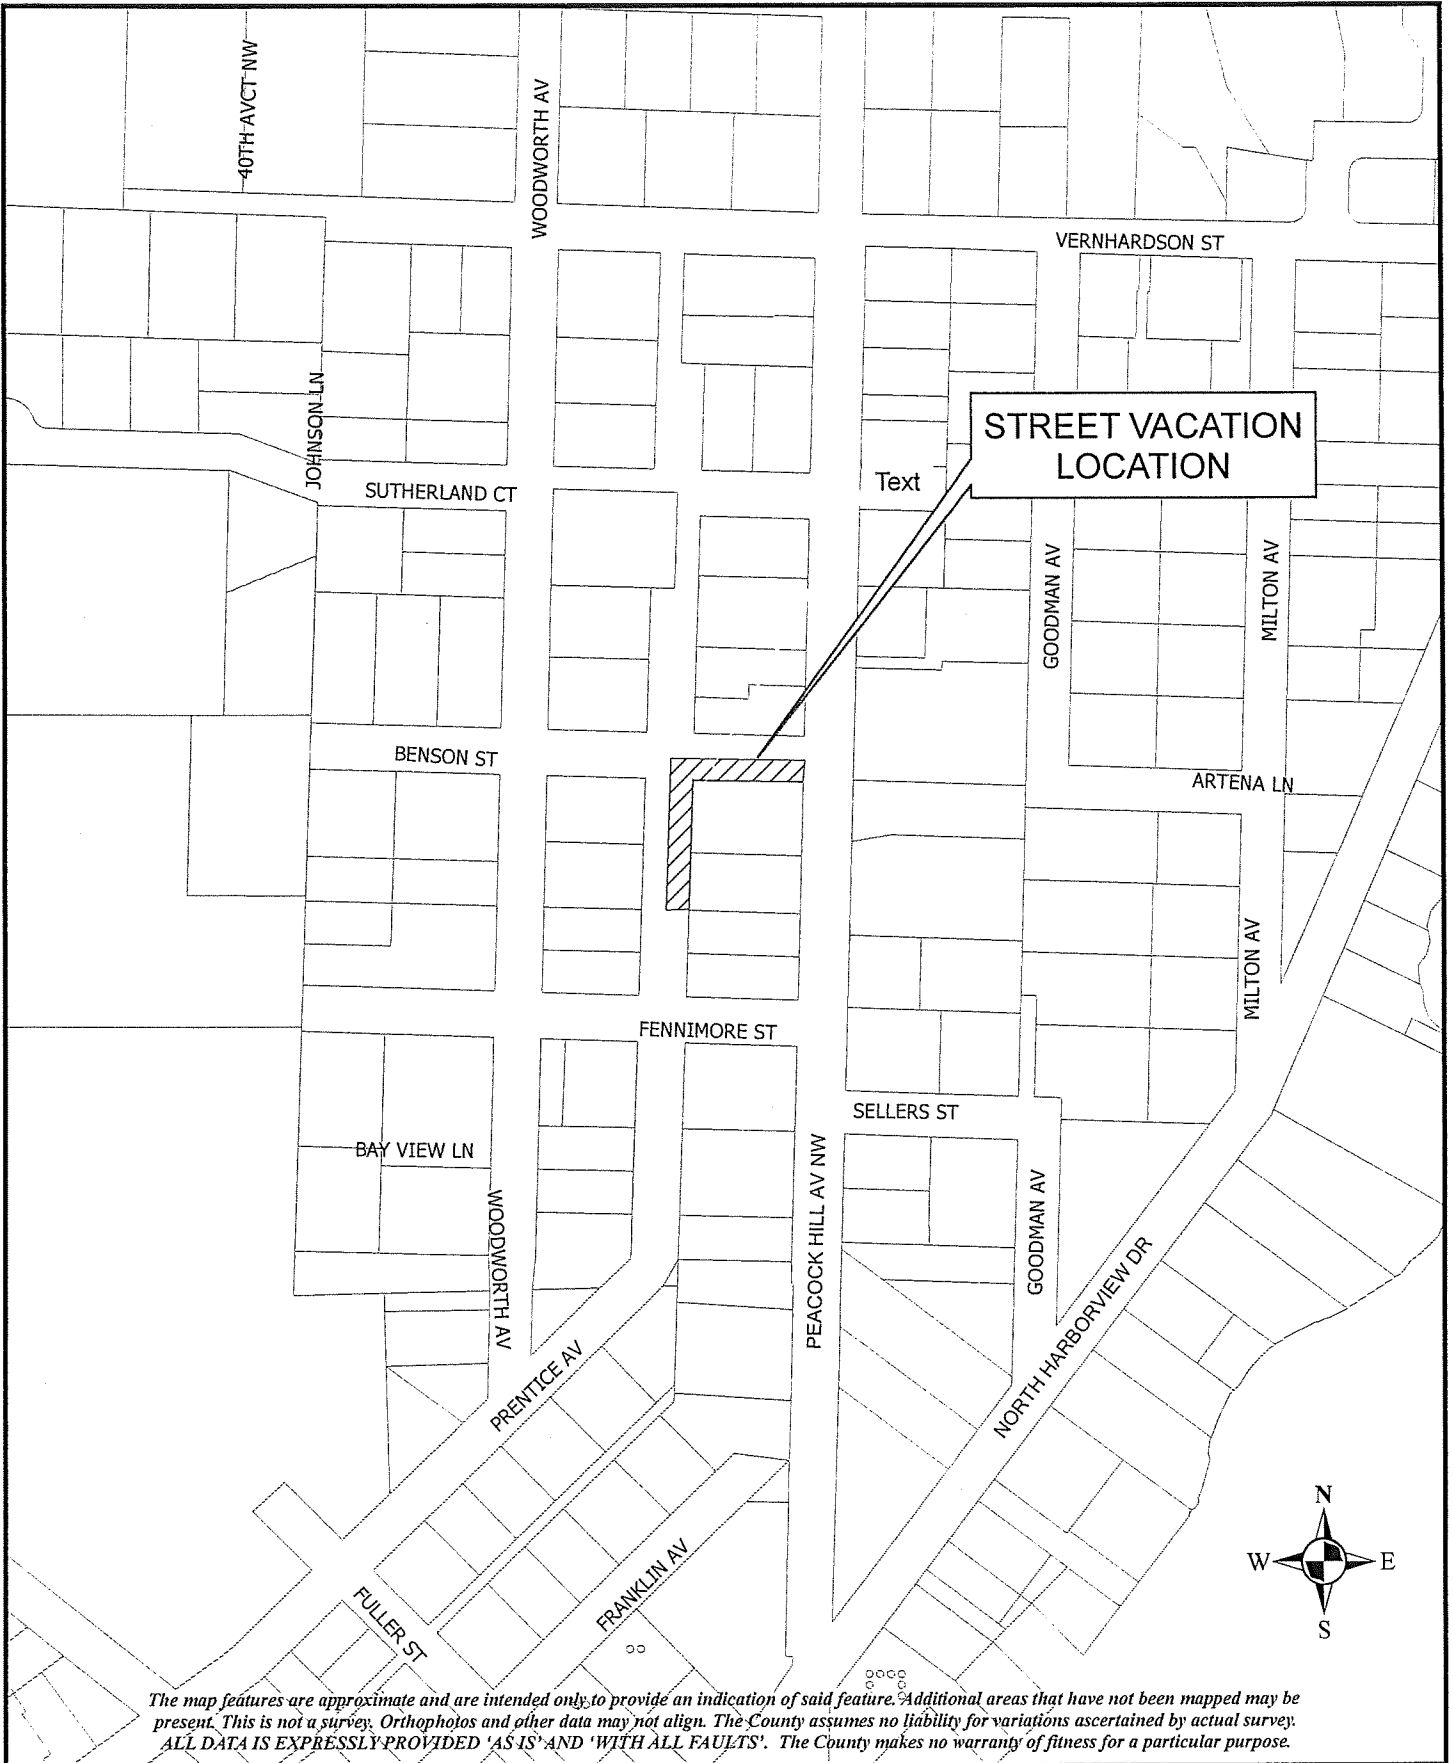 40TH AVCT NW
WOODWORTH AV
VERNHARDSON ST
JOHNSON LN
STREET VACATION
LOCATION
Text
SUTHERLAND CT
GOODMAN AV
MILTON AV
BENSON ST
ARTENA LN
MILTON AV
FENNIMORE ST
SELLERS ST
BAY VIEW LN
WOODWORTH AV
PEACOCK HILL AV NW
GOODMAN AV
NORTH HARBORVIEW DR
PRENTICE AV
FRANKLIN AV
FULLER ST
N
W E
S
The map features are approximate and are intended only to provide an indication of said feature. Additional areas that have not been mapped may be
present. This is not a survey. Orthophotos and other data may not align. The County assumes no liability for variations ascertained by actual survey.
ALL DATA IS EXPRESSLY PROVIDED 'AS IS' AND 'WITH ALL FAULTS'. The County makes no warranty of fitness for a particular purpose.